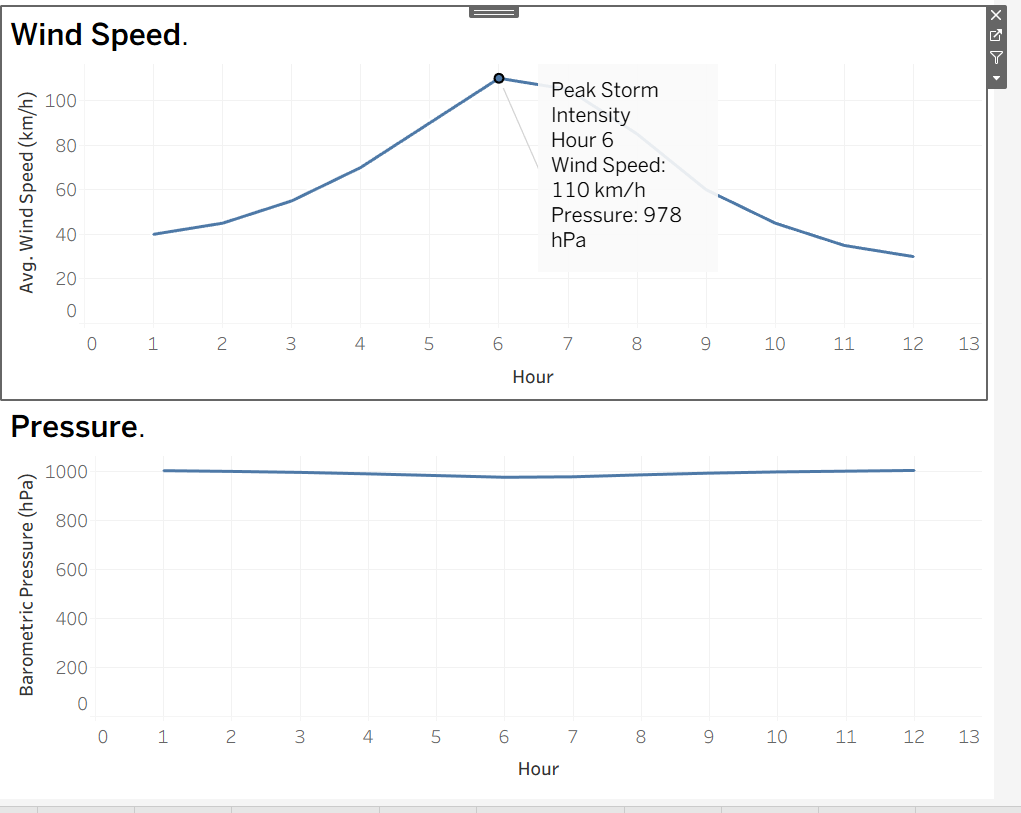 Wind Speed.
Avg. Wind Speed (km/h)
100
80
60
40
20
0
Peak Storm
Intensity
Hour 6
Wind Speed:
110 km/h
Pressure: 978
hPa
0 1 2 3 4 5 6 7 8 9 10 11 12 13
Hour
Pressure.
Barometric Pressure (hPa)
1000
800
600
400
200
0
0 1 2 3 4 5 6 7 8 9 10 11 12 13
Hour